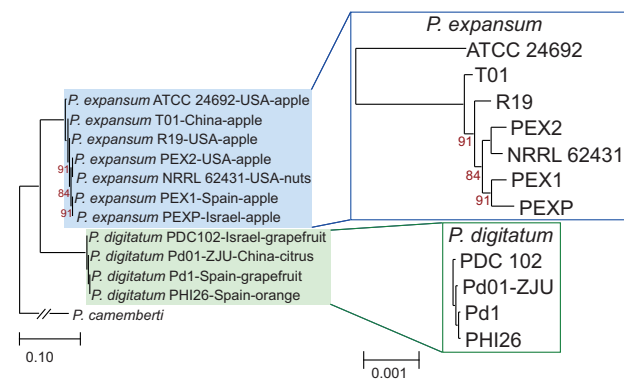 P. expansum ATCC 24692-USA-apple
P. expansum T01-China-apple
P. expansum R19-USA-apple
P. expansum PEX2-USA-apple
91
P. expansum NRRL 62431-USA-nuts
84
P. expansum PEX1-Spain-apple
91
P. expansum PEXP-Israel-apple
P. digitatum PDC102-Israel-grapefruit
P. digitatum Pd01-ZJU-China-citrus
P. digitatum Pd1-Spain-grapefruit
P. digitatum PHI26-Spain-orange
P. camemberti
0.10
P. expansum
ATCC 24692
T01
R19
91
PEX2
NRRL 62431
84
PEX1
91
PEXP
P. digitatum
PDC 102
Pd01-ZJU
Pd1
PHI26
0.001